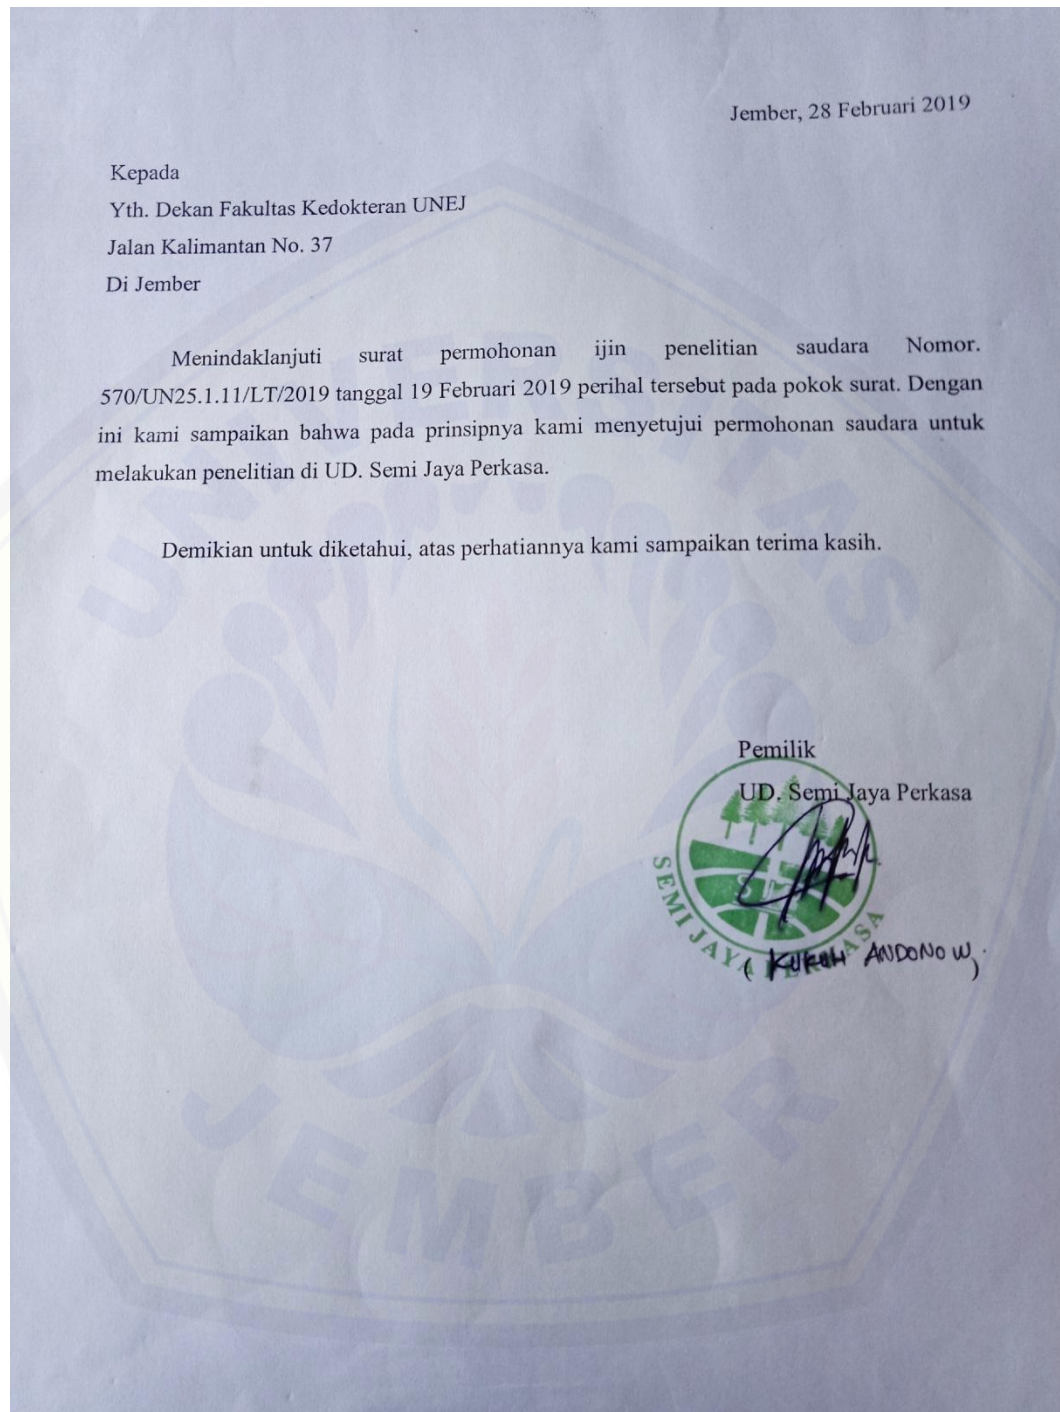 Jember, 28 Februari 2019
Kepada
Yth. Dekan Fakultas Kedokteran UNEJ
Jalan Kalimantan No. 37
Di Jember
Menindaklanjuti surat permohonan ijin penelitian saudara Nomor.
570/UN25.1.11/LT/2019 tanggal 19 Februari 2019 perihal tersebut pada pokok surat. Dengan
ini kami sampaikan bahwa pada prinsipnya kami menyetujui permohonan saudara untuk
melakukan penelitian di UD. Semi Jaya Perkasa.
Demikian untuk diketahui, atas perhatiannya kami sampaikan terima kasih.
Pemilik
UD. Semi Jaya Perkasa
SEMI JAYA PERKASA
( KUKUH ANDONOW )
UNIVERSITAS
JEMBER